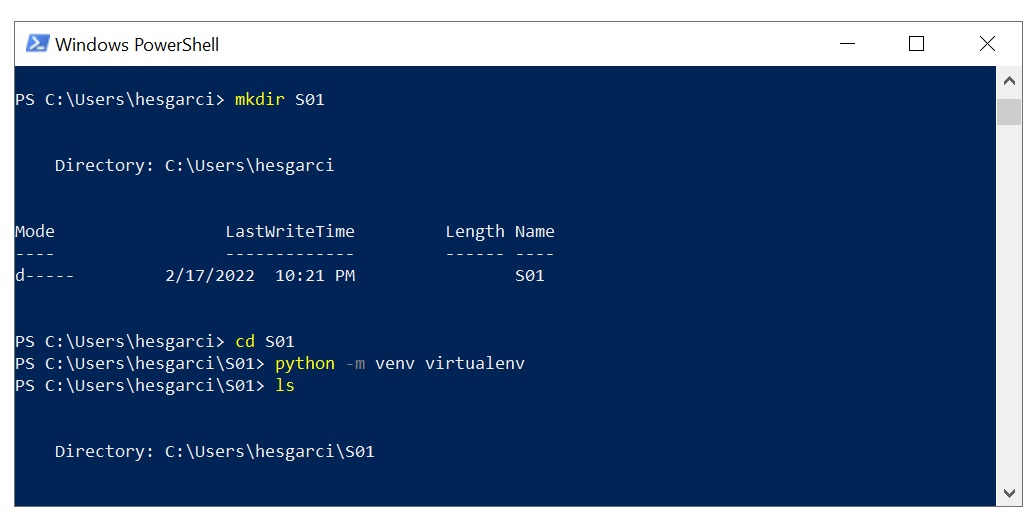 Windows PowerShell
PS C:\Users\hesgarci> mkdir S01
Directory: C:\Users\hesgarci
Mode LastWriteTime Length Name
---- ------------- ------ ----
d----- 2/17/2022 10:21 PM S01
PS C:\Users\hesgarci> cd S01
PS C:\Users\hesgarci\S01> python -m venv virtualenv
PS C:\Users\hesgarci\S01> ls
Directory: C:\Users\hesgarci\S01